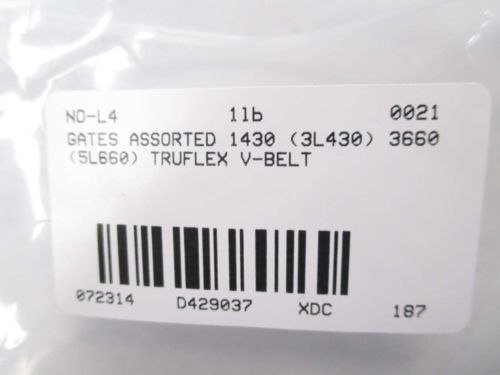 NO-L4 1lb 0021
GATES ASSORTED 1430 (3L430) 3660
(5L660) TRUFLEX V-BELT
072314 D429037 XDC 187